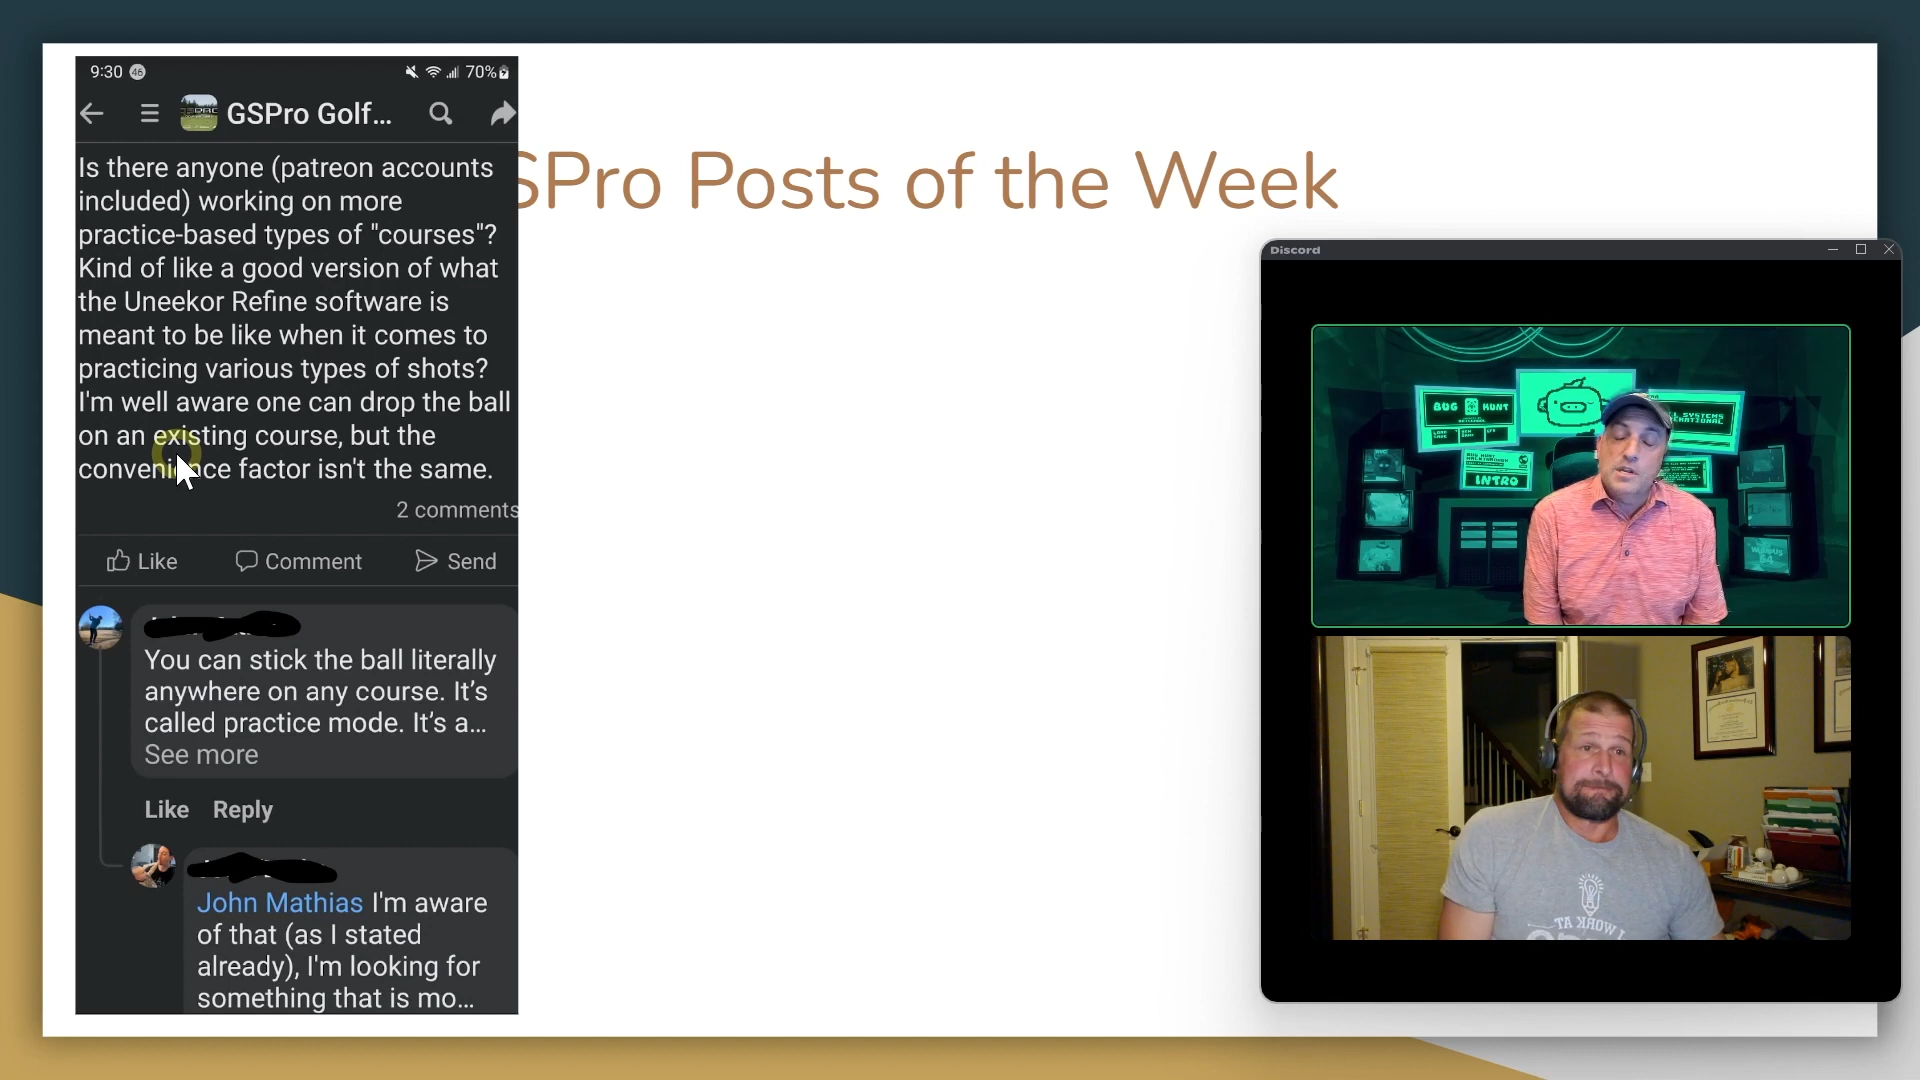 9:30 46 70%
GSPro Golf...
Is there anyone (patreon accounts
included) working on more
practice-based types of "courses"?
Kind of like a good version of what
the Uneekor Refine software is
meant to be like when it comes to
practicing various types of shots?
I'm well aware one can drop the ball
on an existing course, but the
convenience factor isn't the same.
2 comments
Like Comment Send
You can stick the ball literally
anywhere on any course. It's
called practice mode. It's a...
See more
Like Reply
John Mathias I'm aware
of that (as I stated
already), I'm looking for
something that is mo...
SPro Posts of the Week
Discord
BUG HUNT
INTRO
I WORK AT